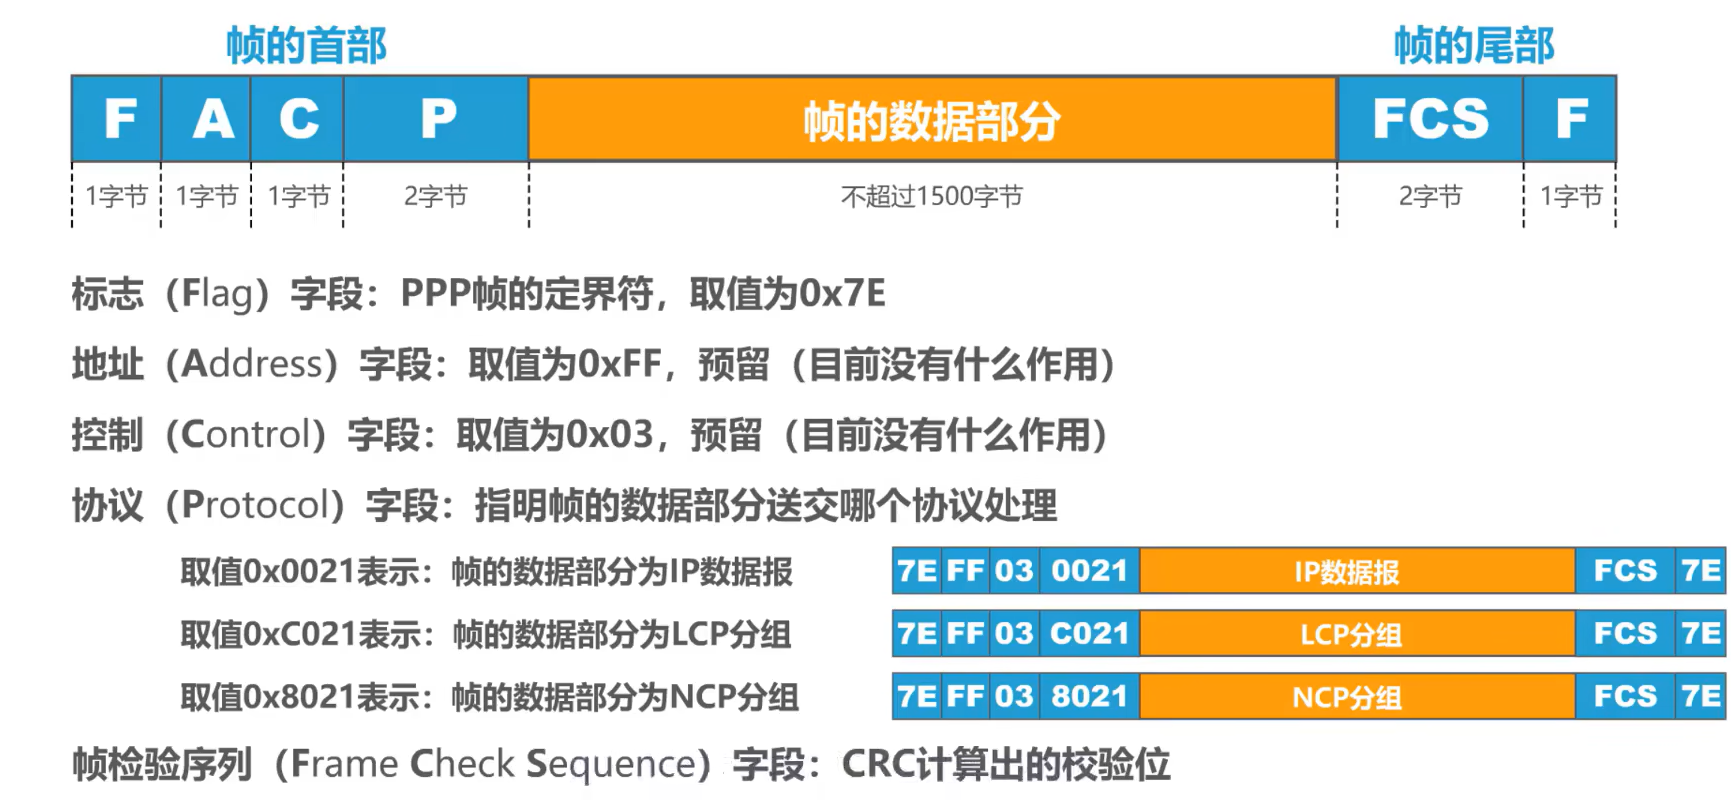 帧的首部 帧的尾部
F A C P 帧的数据部分 FCS F
1字节 1字节 1字节 2字节 不超过1500字节 2字节 1字节
标志（Flag）字段：PPP帧的定界符，取值为0x7E
地址（Address）字段：取值为0xFF，预留（目前没有什么作用）
控制（Control）字段：取值为0x03，预留（目前没有什么作用）
协议（Protocol）字段：指明帧的数据部分送交哪个协议处理
取值0x0021表示：帧的数据部分为IP数据报 7E FF 03 0021 IP数据报 FCS 7E
取值0xC021表示：帧的数据部分为LCP分组 7E FF 03 C021 LCP分组 FCS 7E
取值0x8021表示：帧的数据部分为NCP分组 7E FF 03 8021 NCP分组 FCS 7E
帧检验序列（Frame Check Sequence）字段：CRC计算出的校验位